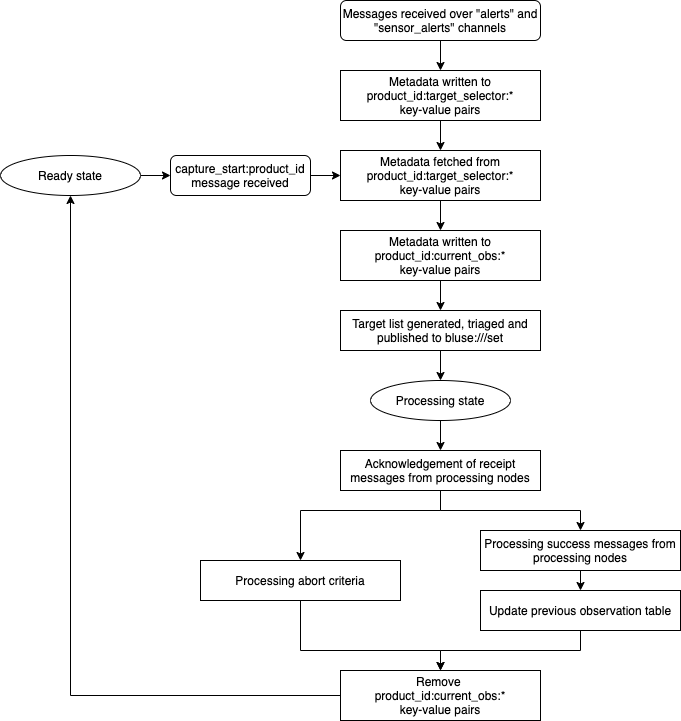 Messages received over "alerts" and
"sensor_alerts" channels
Metadata written to
product_id:target_selector:*
key-value pairs
Ready state
capture_start:product_id
message received
Metadata fetched from
product_id:target_selector:*
key-value pairs
Metadata written to
product_id:current_obs:*
key-value pairs
Target list generated, triaged and
published to bluse:///set
Processing state
Acknowledgement of receipt
messages from processing nodes
Processing abort criteria
Processing success messages from
processing nodes
Update previous observation table
Remove
product_id:current_obs:*
key-value pairs